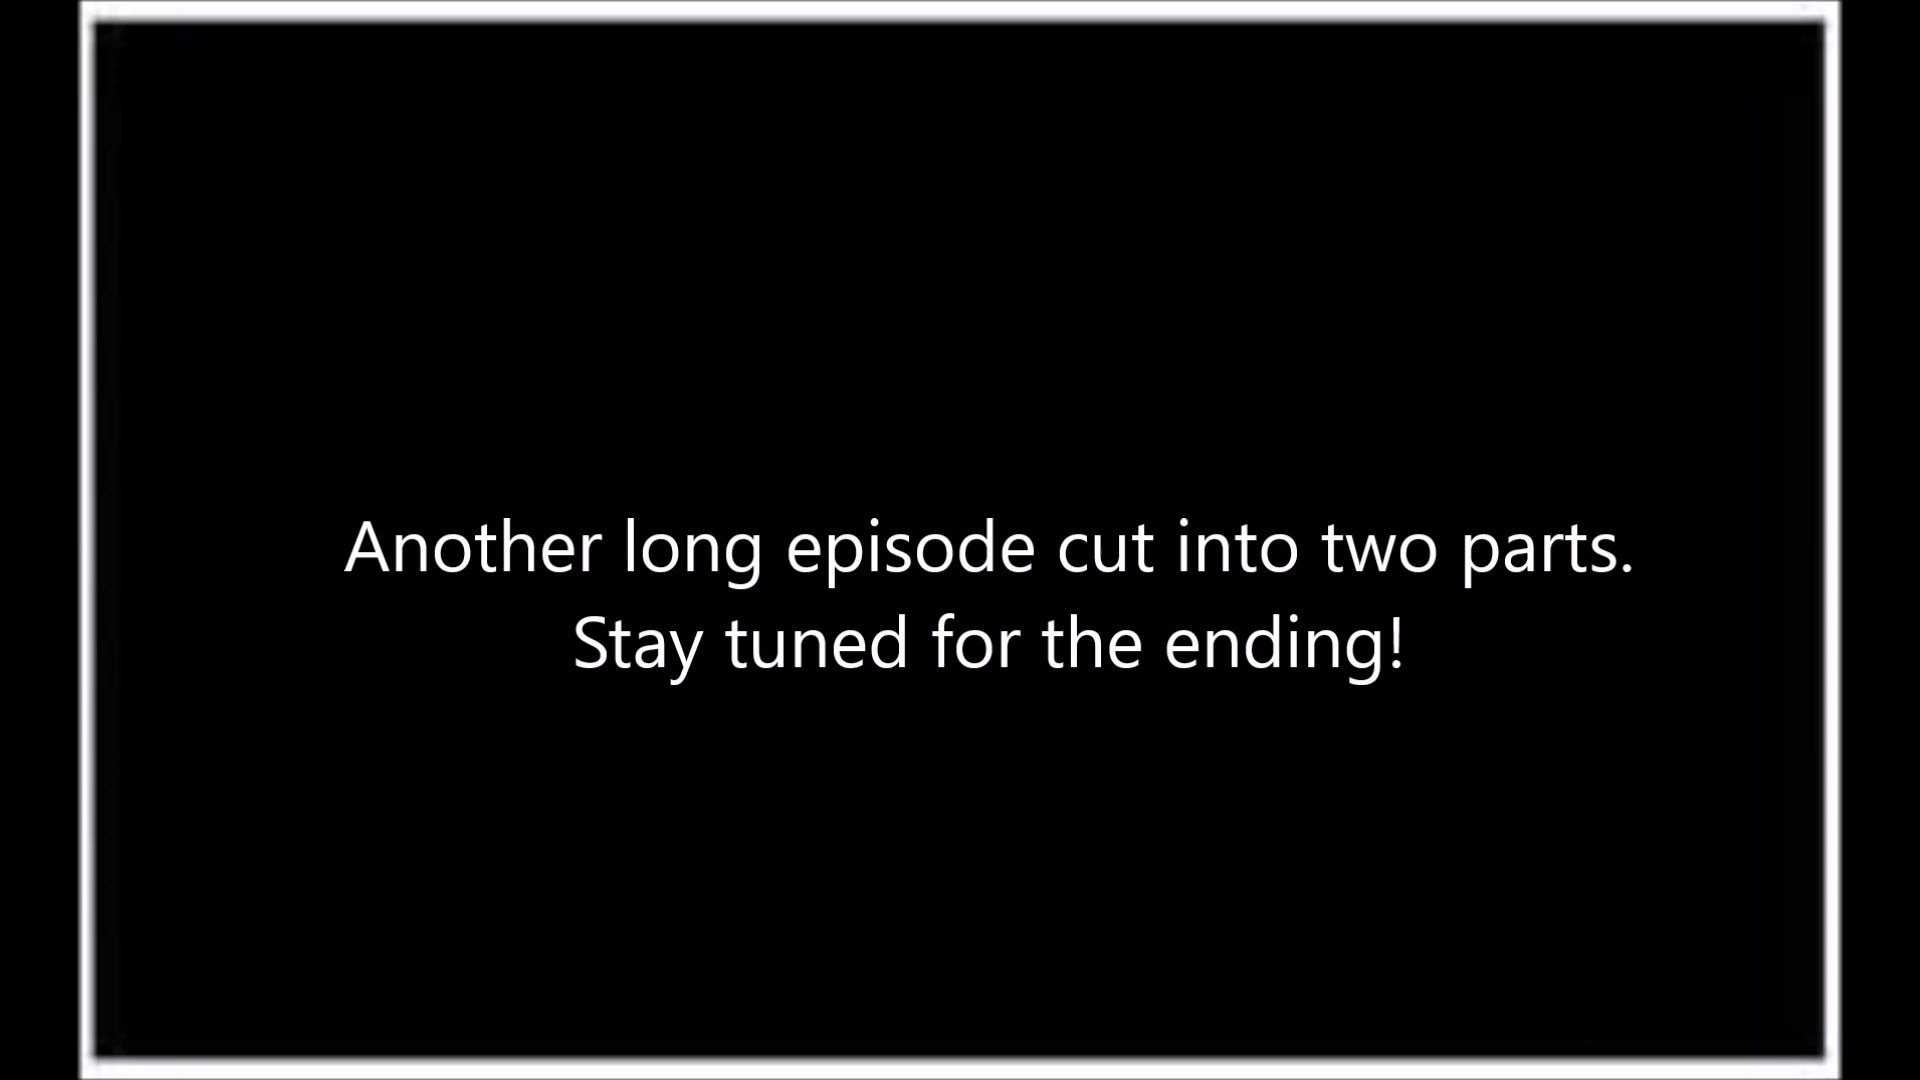 Another long episode cut into two parts.
Stay tuned for the ending!